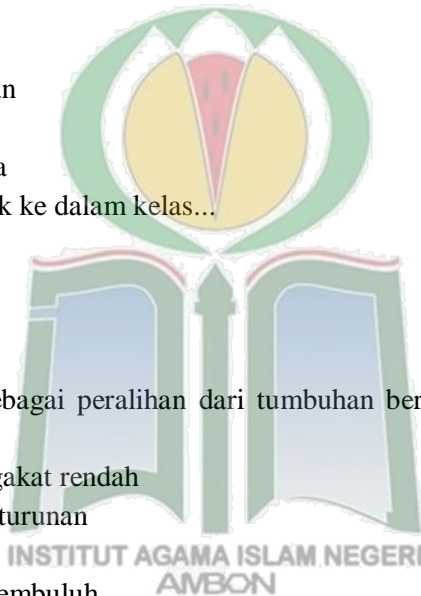 k ke dalam kelas...
ebagai peralihan dari tumbuhan ber
gakat rendah
turunan
INSTITUT AGAMA ISLAM NEGERI
AMBON
embuluh